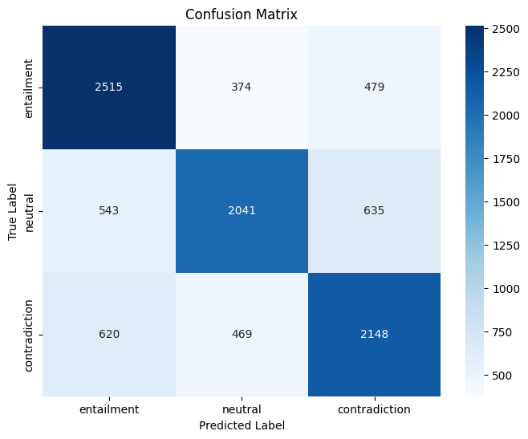 Confusion Matrix
True Label
entailment
2515 374 479
neutral
543 2041 635
contradiction
620 469 2148
entailment neutral contradiction
Predicted Label
2500
2250
2000
1750
1500
1250
1000
750
500